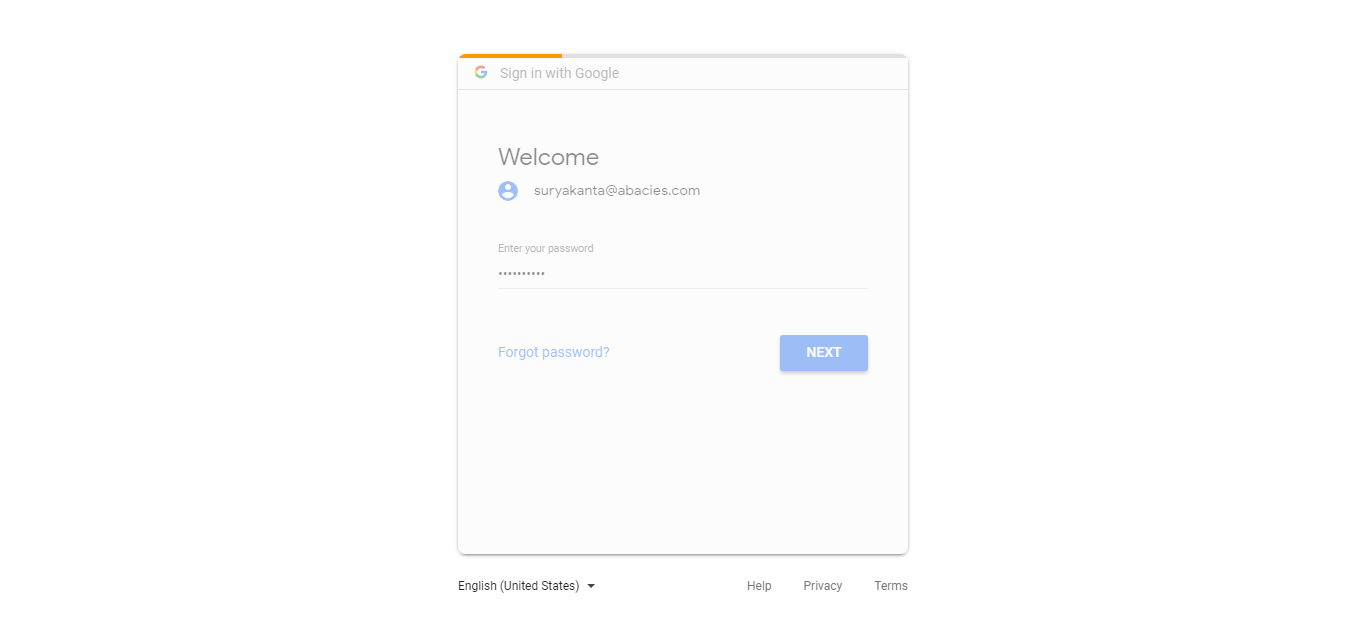 Sign in with Google
Welcome
suryakanta@abacies.com
Enter your password
••••••••••
Forgot password?
NEXT
English (United States)
Help
Privacy
Terms